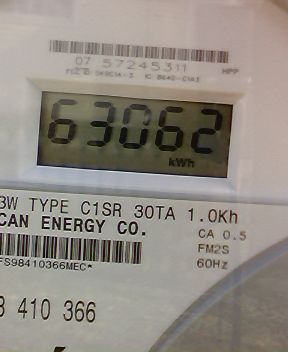 07 57245311
HPP
63062
kWh
3W TYPE C1SR 30TA 1.0Kh
CAN ENERGY CO.
CA 0.5
FM2S
60Hz
FS98410366MEC*
410 366